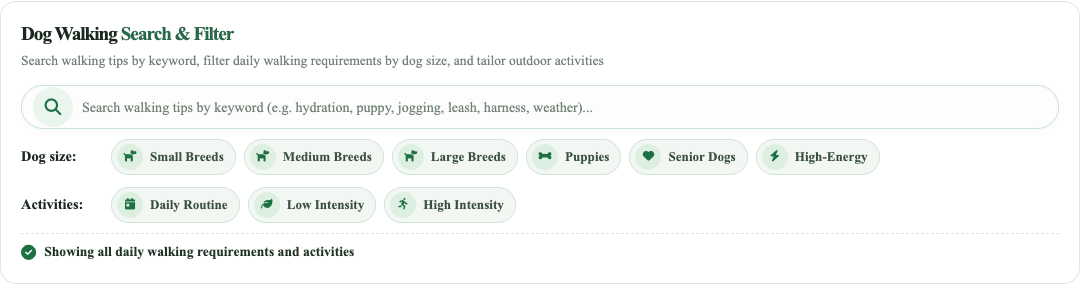 Dog Walking Search & Filter
Search walking tips by keyword, filter daily walking requirements by dog size, and tailor outdoor activities
Search walking tips by keyword (e.g. hydration, puppy, jogging, leash, harness, weather)...
Dog size: Small Breeds Medium Breeds Large Breeds Puppies Senior Dogs High-Energy
Activities: Daily Routine Low Intensity High Intensity
Showing all daily walking requirements and activities